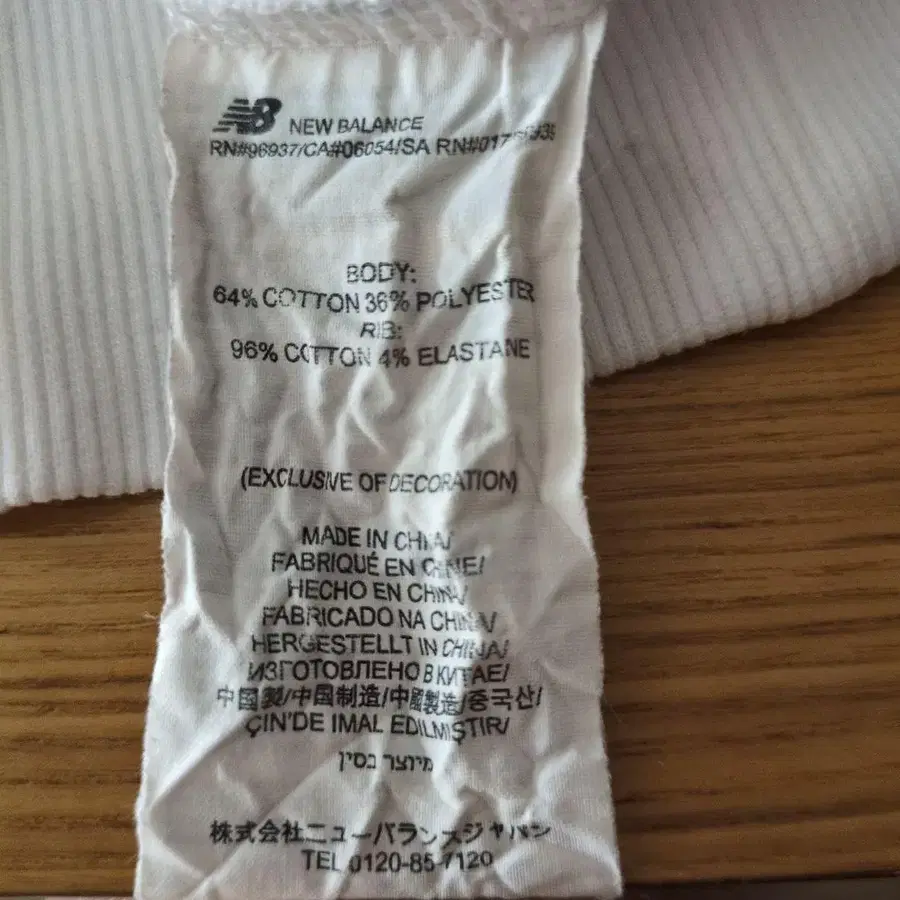 NB NEW BALANCE
RN#96937/CA#06054/SA
BODY:
64% COTTON 36% POLYESTER
RIB:
96% COTTON 4% ELASTANE
(EXCLUSIVE OF DECORATION)
MADE IN CHINA/
FABRIQUÉ EN CHINE/
HECHO EN CHINA/
FABRICADO NA CHINA/
HERGESTELLT IN CHINA/
ИЗГОТОВЛЕНО В КИТАЕ/
中國製/中国制造/中國製造/중국산/
ÇIN'DE IMAL EDILMIŞTIR/
מיוצר בסין
株式会社ニューバランスジャパン
TEL 0120-85-7120